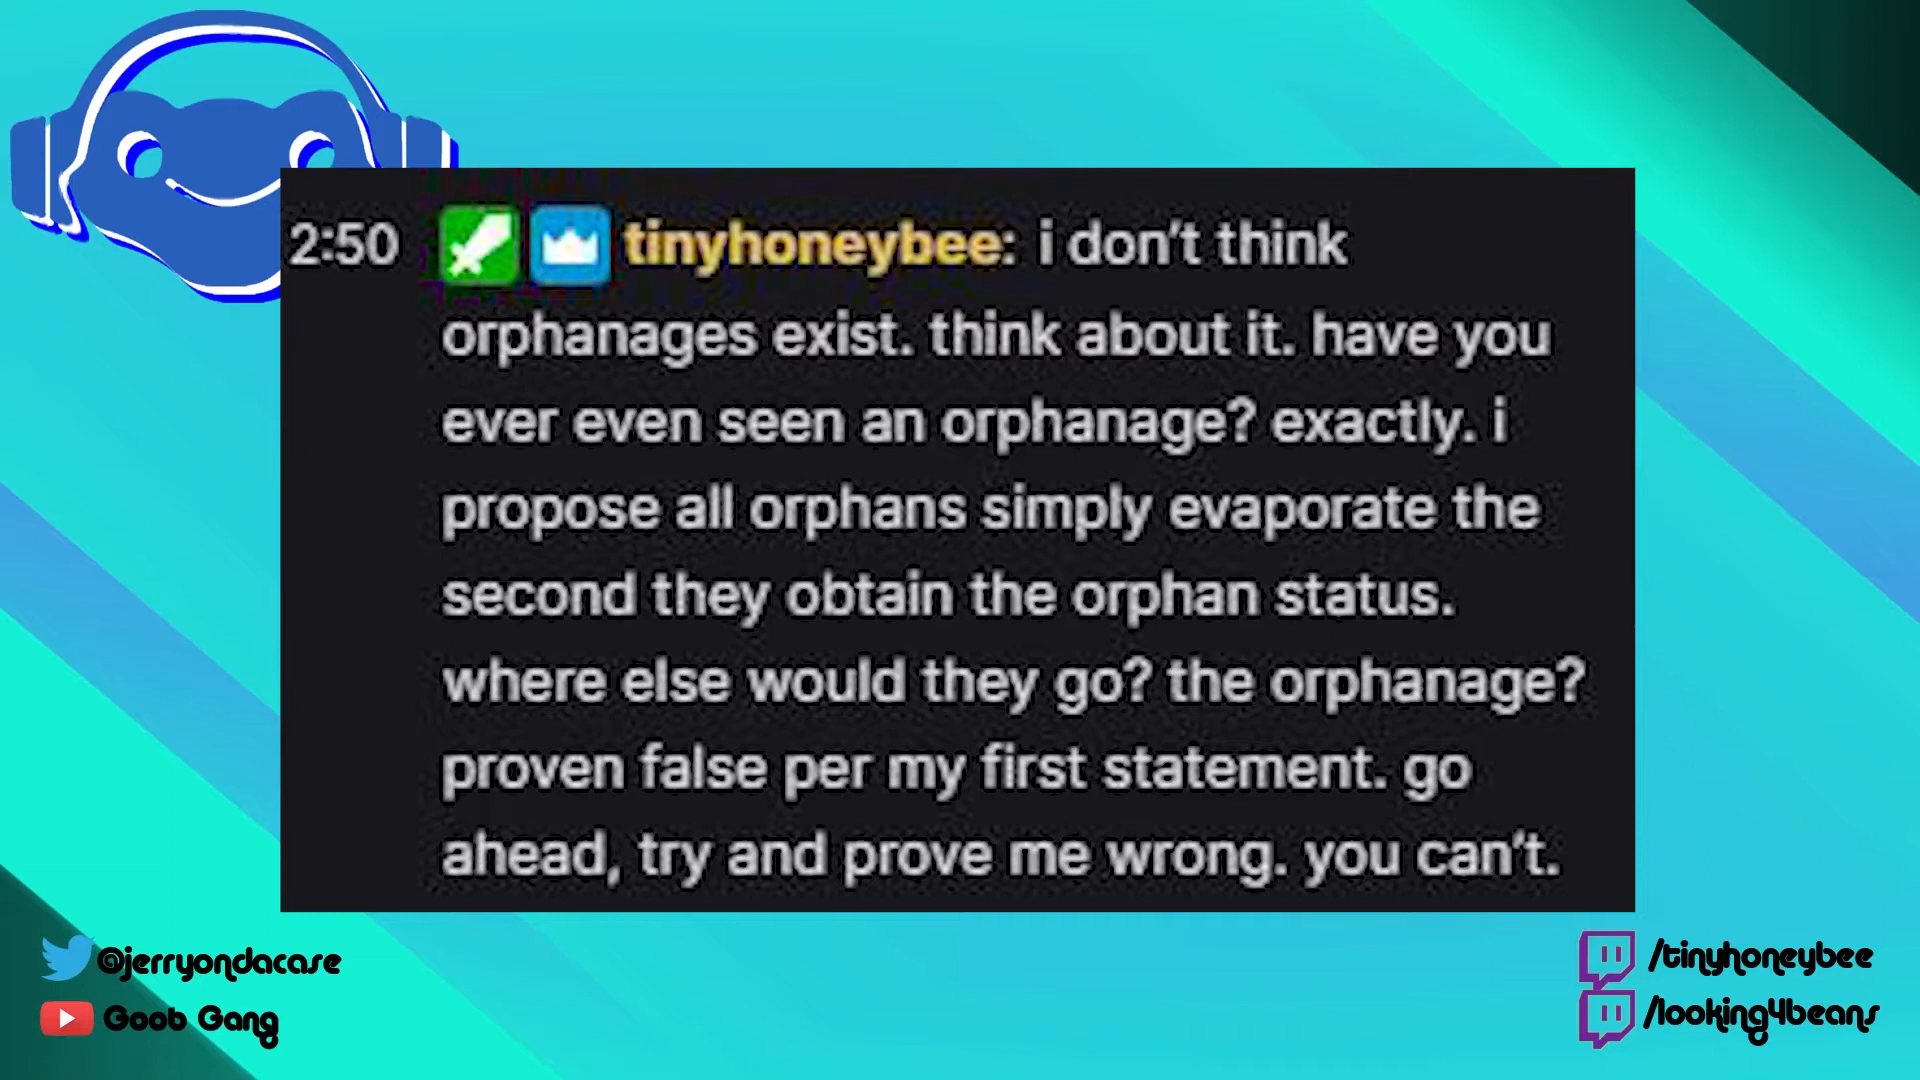 2:50 tinyhoneybee: i don't think
orphanages exist. think about it. have you
ever even seen an orphanage? exactly. i
propose all orphans simply evaporate the
second they obtain the orphan status.
where else would they go? the orphanage?
proven false per my first statement. go
ahead, try and prove me wrong. you can't.
@jerryondacase
Goob Gang
/tinyhoneybee
/looking4beans